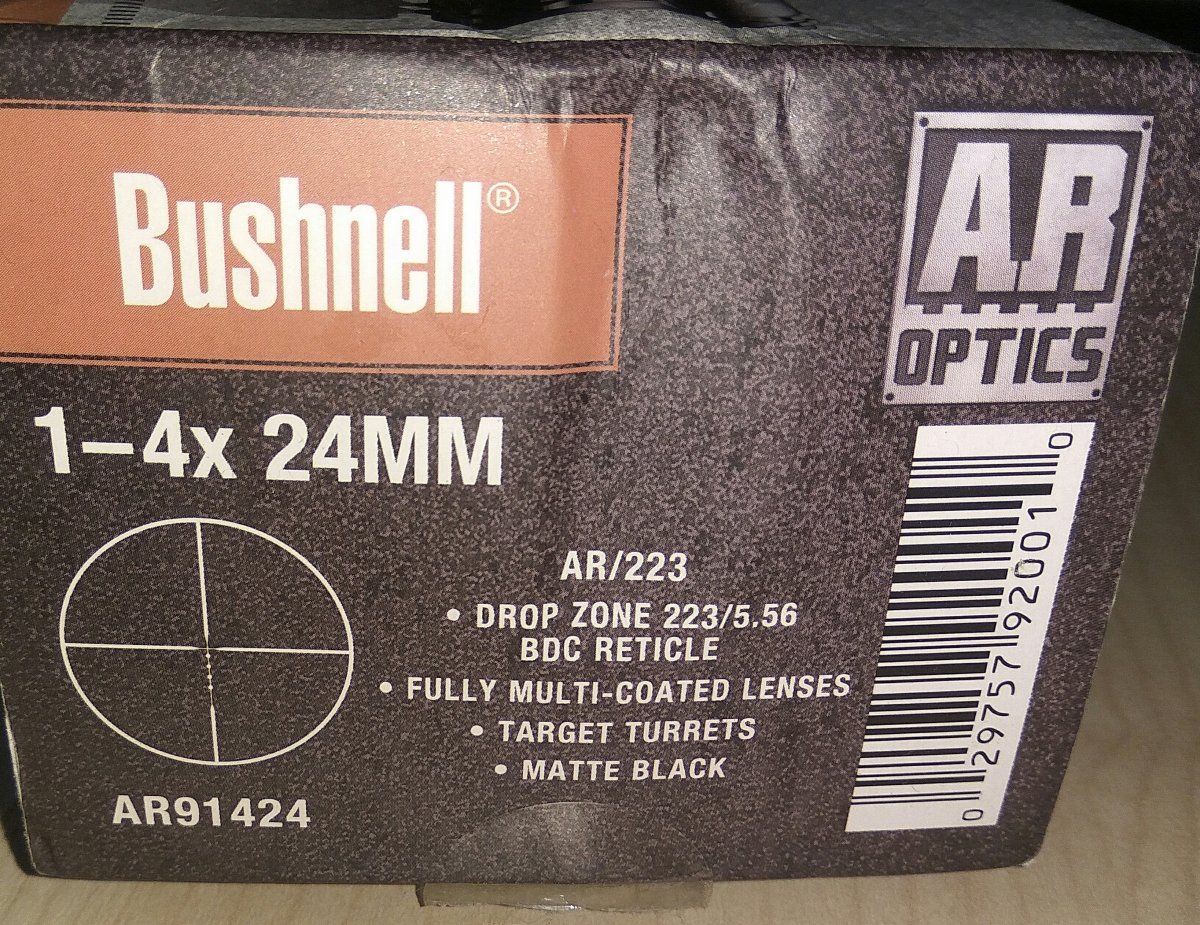 Bushnell®
AR
OPTICS
1–4x 24MM
AR/223
• DROP ZONE 223/5.56
BDC RETICLE
• FULLY MULTI-COATED LENSES
• TARGET TURRETS
• MATTE BLACK
AR91424
0 29757 92001 0